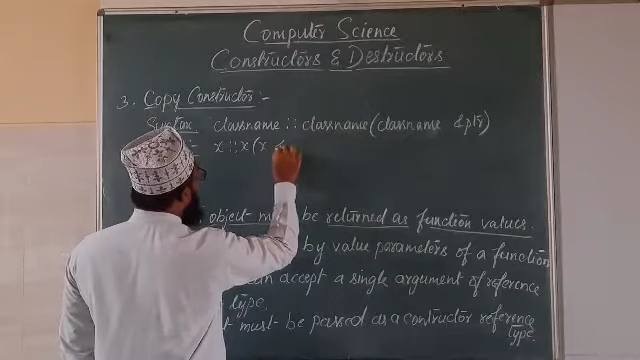 Computer Science
Constructors & Destructors
3. Copy Constructor :-
Syntax classname :: classname (classname &ptr)
:- x :: x (x &
object must be returned as function values.
by value parameters of a function
can accept a single argument of reference
type.
must be passed as a contructor reference
type.